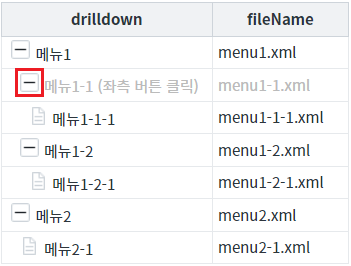 drilldown fileName
메뉴1 menu1.xml
메뉴1-1 (좌측 버튼 클릭) menu1-1.xml
메뉴1-1-1 menu1-1-1.xml
메뉴1-2 menu1-2.xml
메뉴1-2-1 menu1-2-1.xml
메뉴2 menu2.xml
메뉴2-1 menu2-1.xml